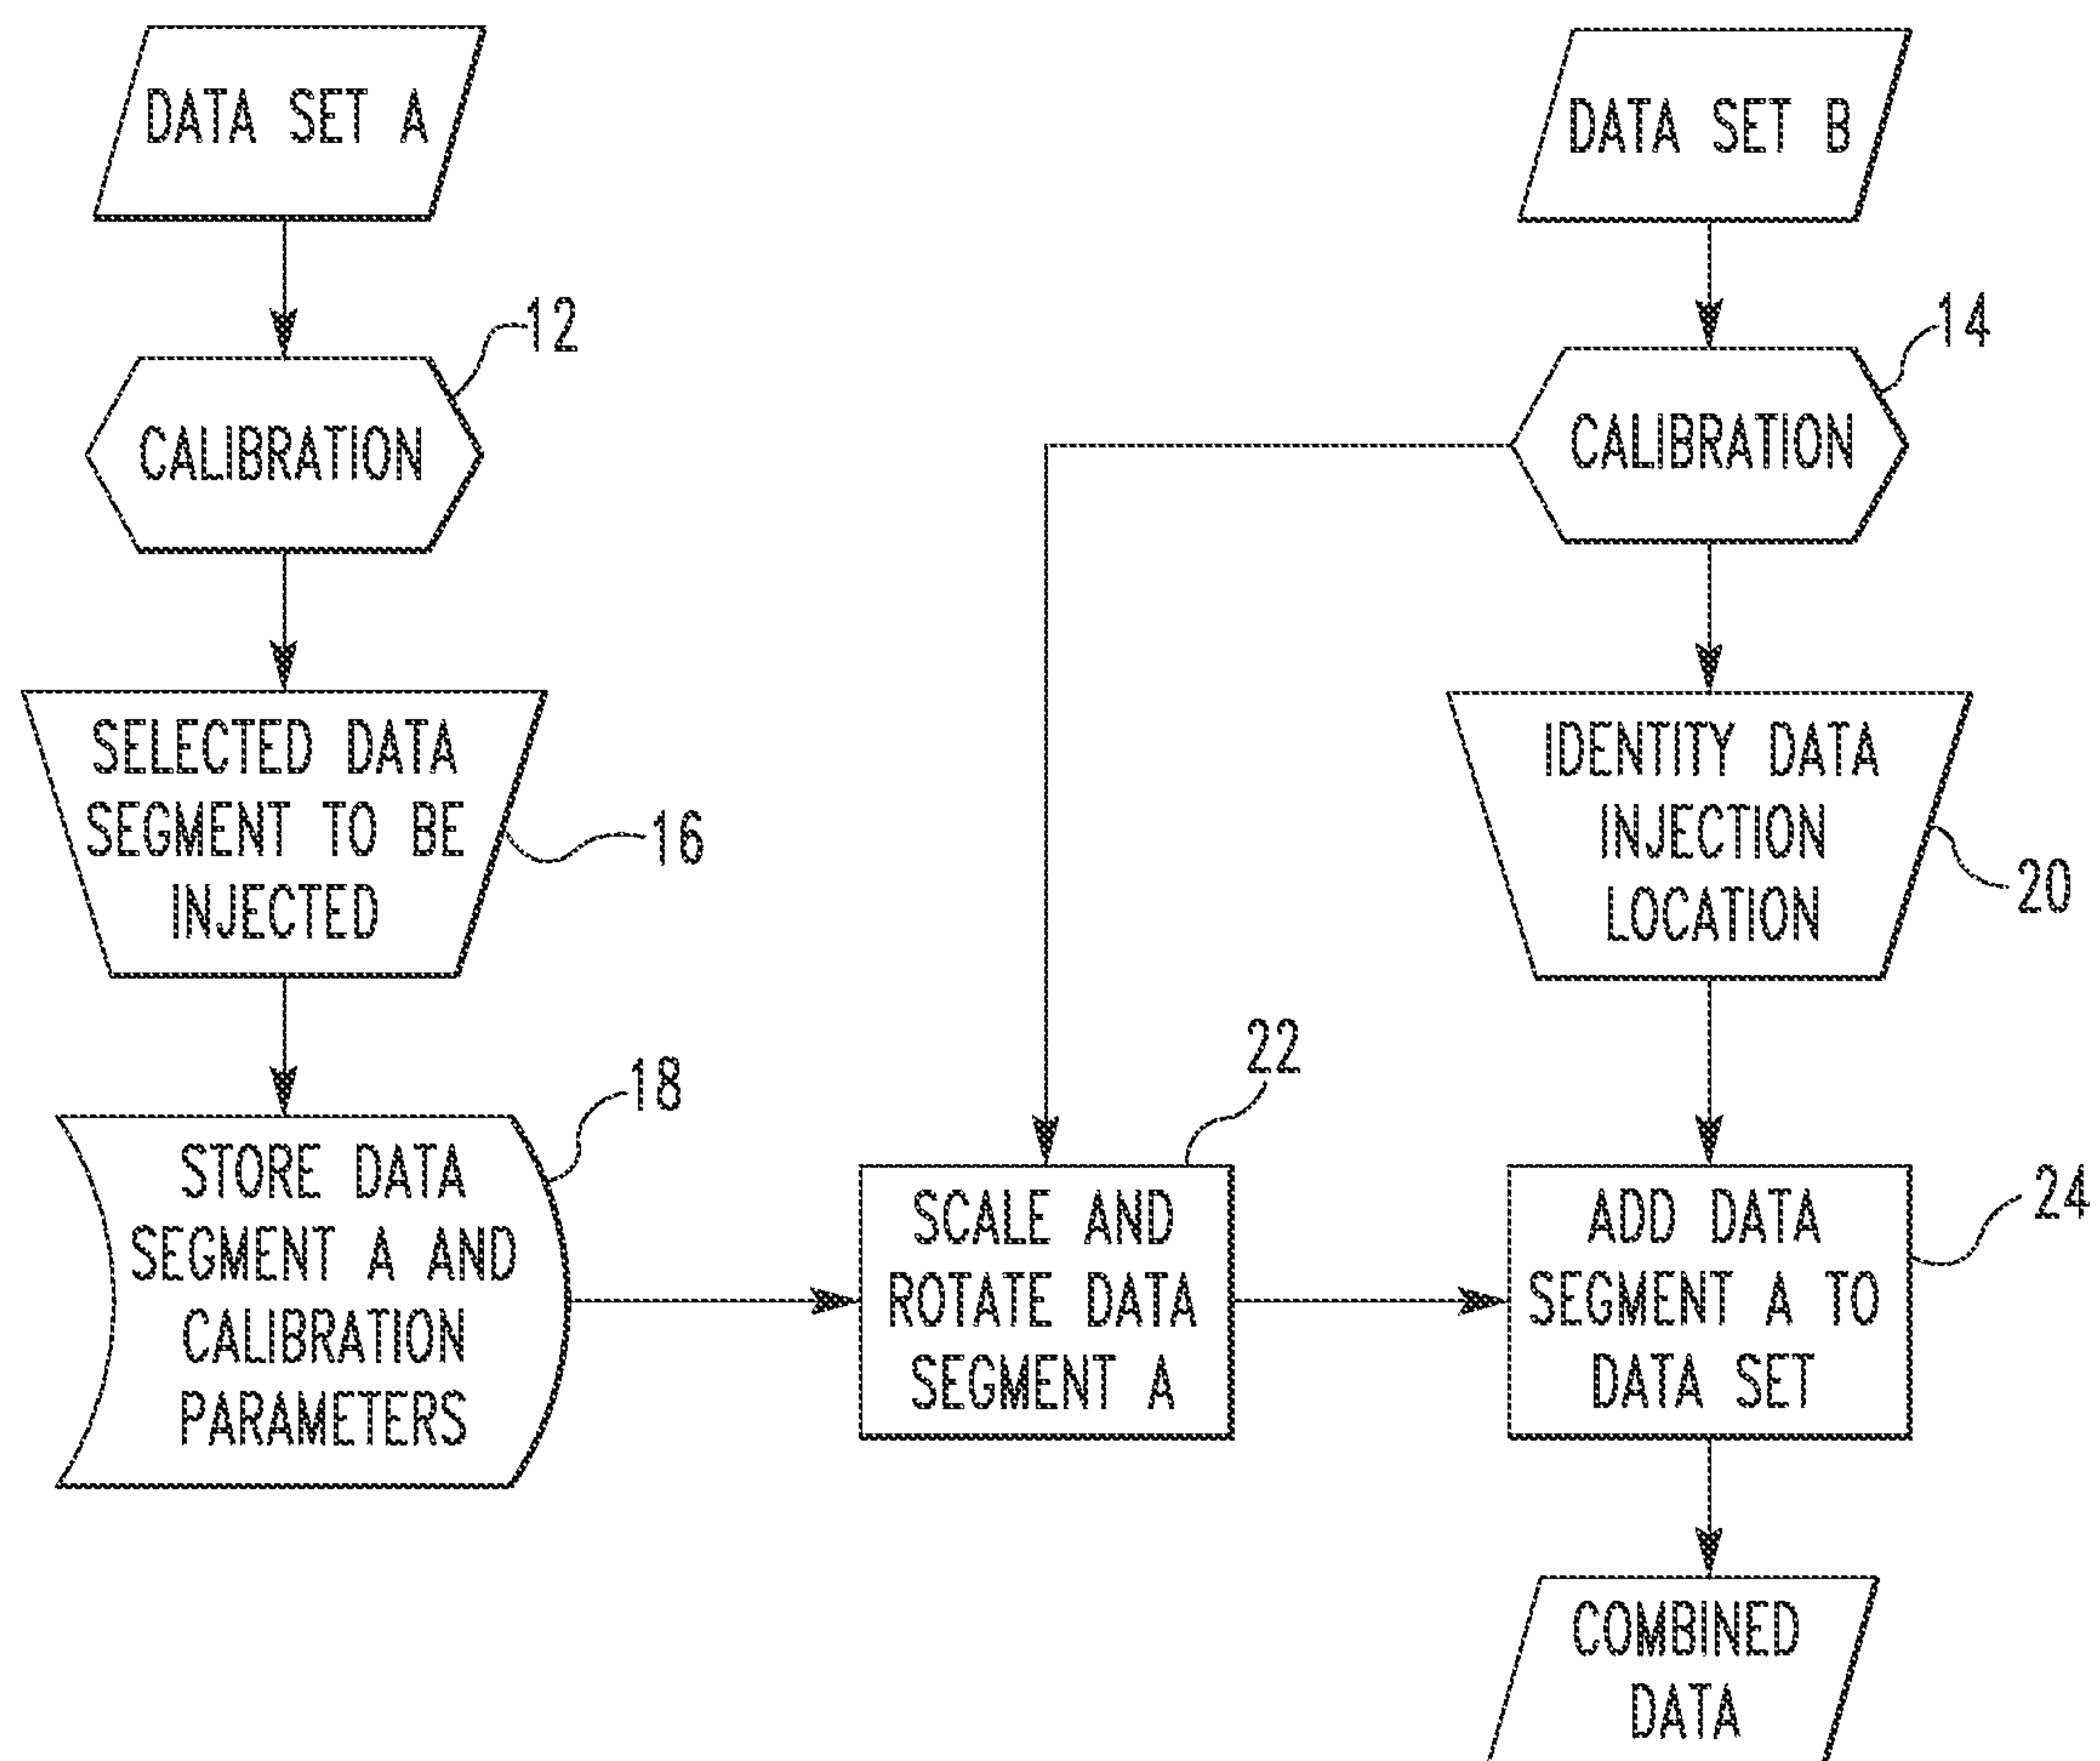 DATA SET A
12
CALIBRATION
SELECTED DATA
SEGMENT TO BE
INJECTED
16
STORE DATA
SEGMENT A AND
CALIBRATION
PARAMETERS
18
SCALE AND
ROTATE DATA
SEGMENT A
22
DATA SET B
14
CALIBRATION
IDENTITY DATA
INJECTION
LOCATION
20
ADD DATA
SEGMENT A TO
DATA SET
24
COMBINED
DATA